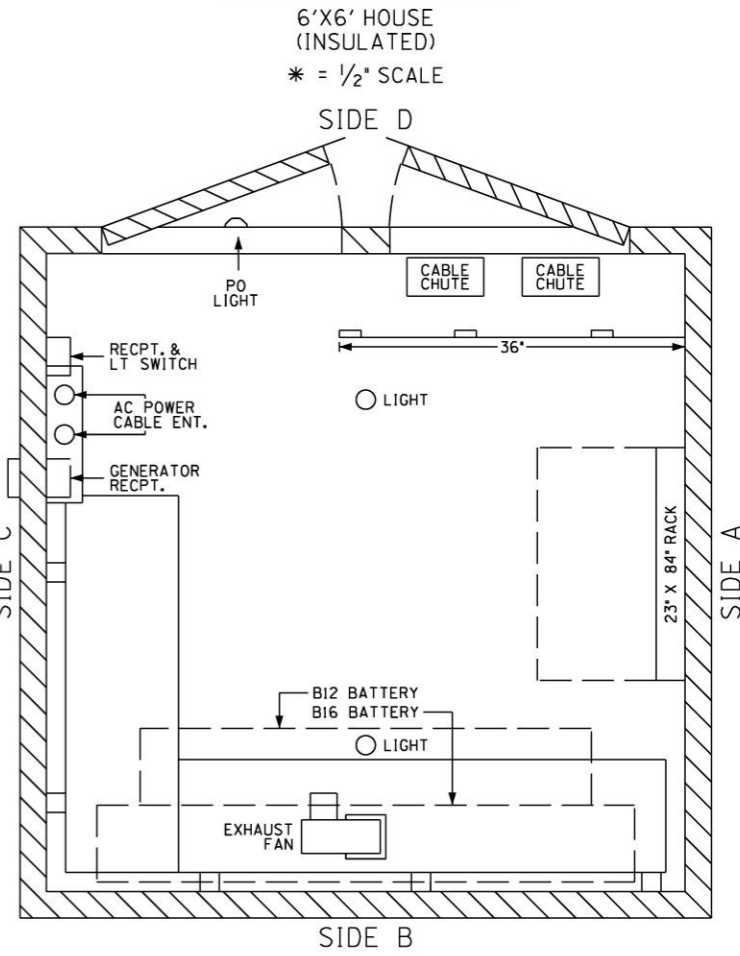 6'X6' HOUSE
(INSULATED)
* = 1/2" SCALE
SIDE D
PO
LIGHT
CABLE
CHUTE
CABLE
CHUTE
RECPT. &
LT SWITCH
36"
AC POWER
CABLE ENT.
LIGHT
GENERATOR
RECPT.
SIDE C
23" X 84" RACK
SIDE A
B12 BATTERY
B16 BATTERY
LIGHT
EXHAUST
FAN
SIDE B